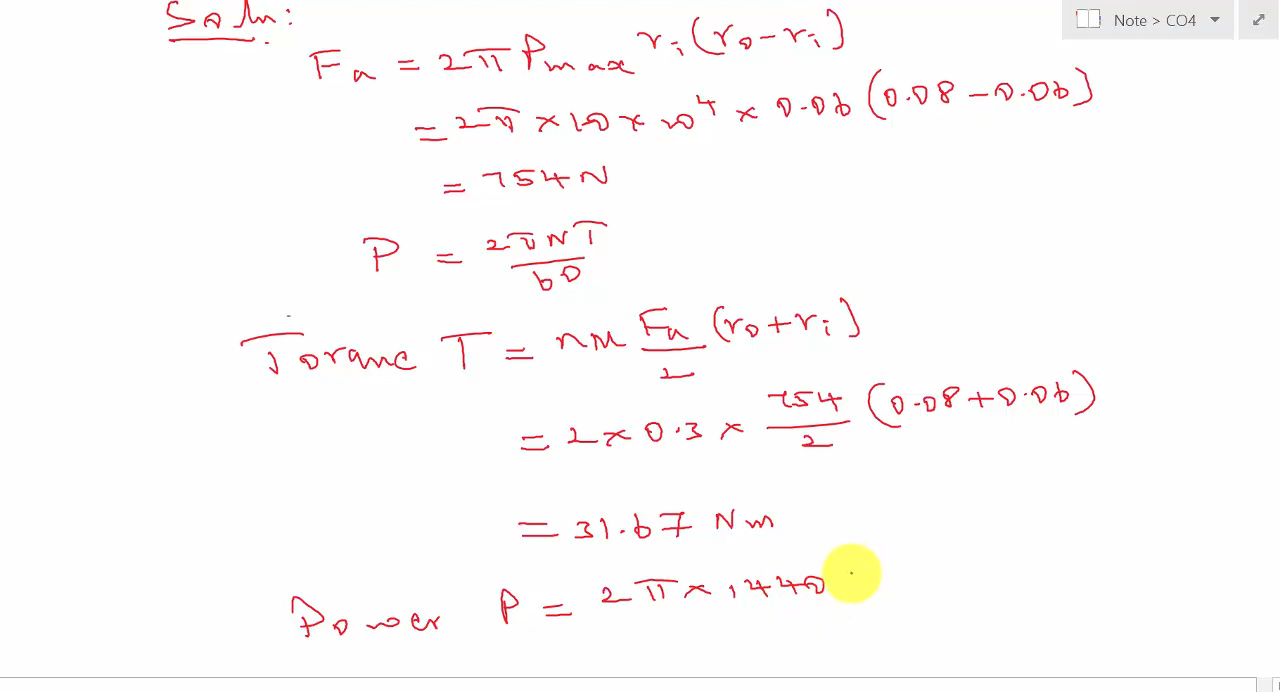 Note > CO4
Soln:
Fa = 2π Pmax ri (ro - ri)
= 2π × 10 × 10⁴ × 0.06 (0.08 - 0.06)
= 754 N
P = 2πNT / 60
Torque T = nμ Fa/2 (ro + ri)
= 2 × 0.3 × 754/2 (0.08 + 0.06)
= 31.67 Nm
Power P = 2π × 1440